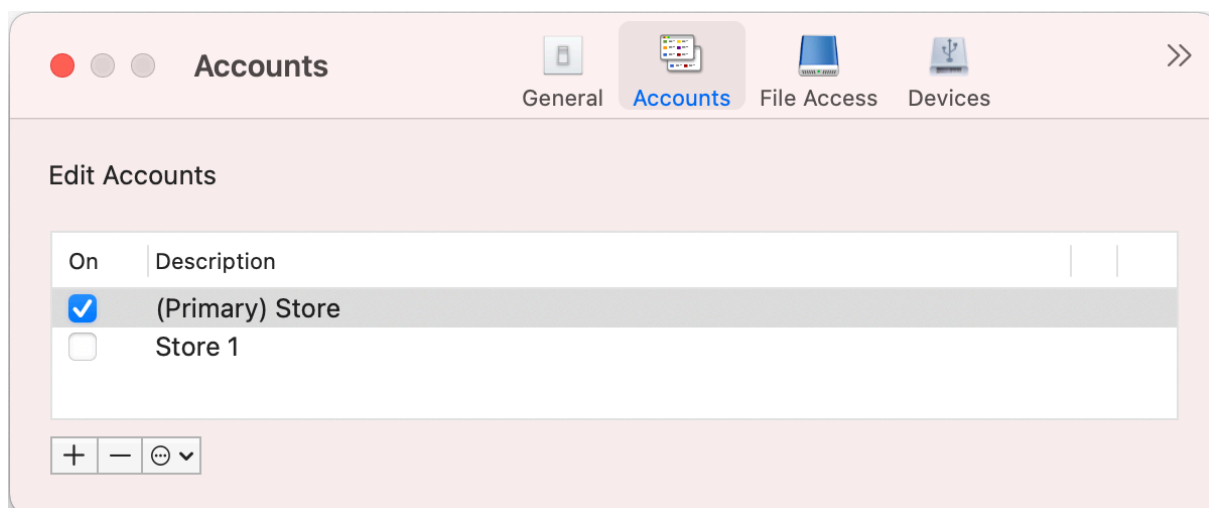 Accounts
General
Accounts
File Access
Devices
Edit Accounts
On
Description
(Primary) Store
Store 1